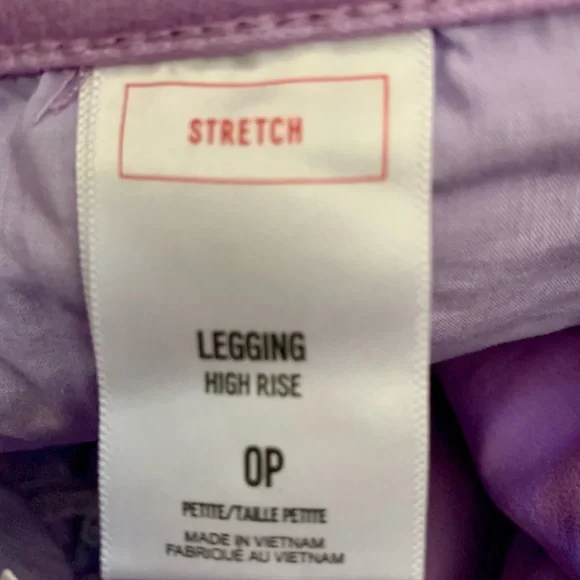 STRETCH
LEGGING
HIGH RISE
0P
PETITE/TAILLE PETITE
MADE IN VIETNAM
FABRIQUÉ AU VIETNAM